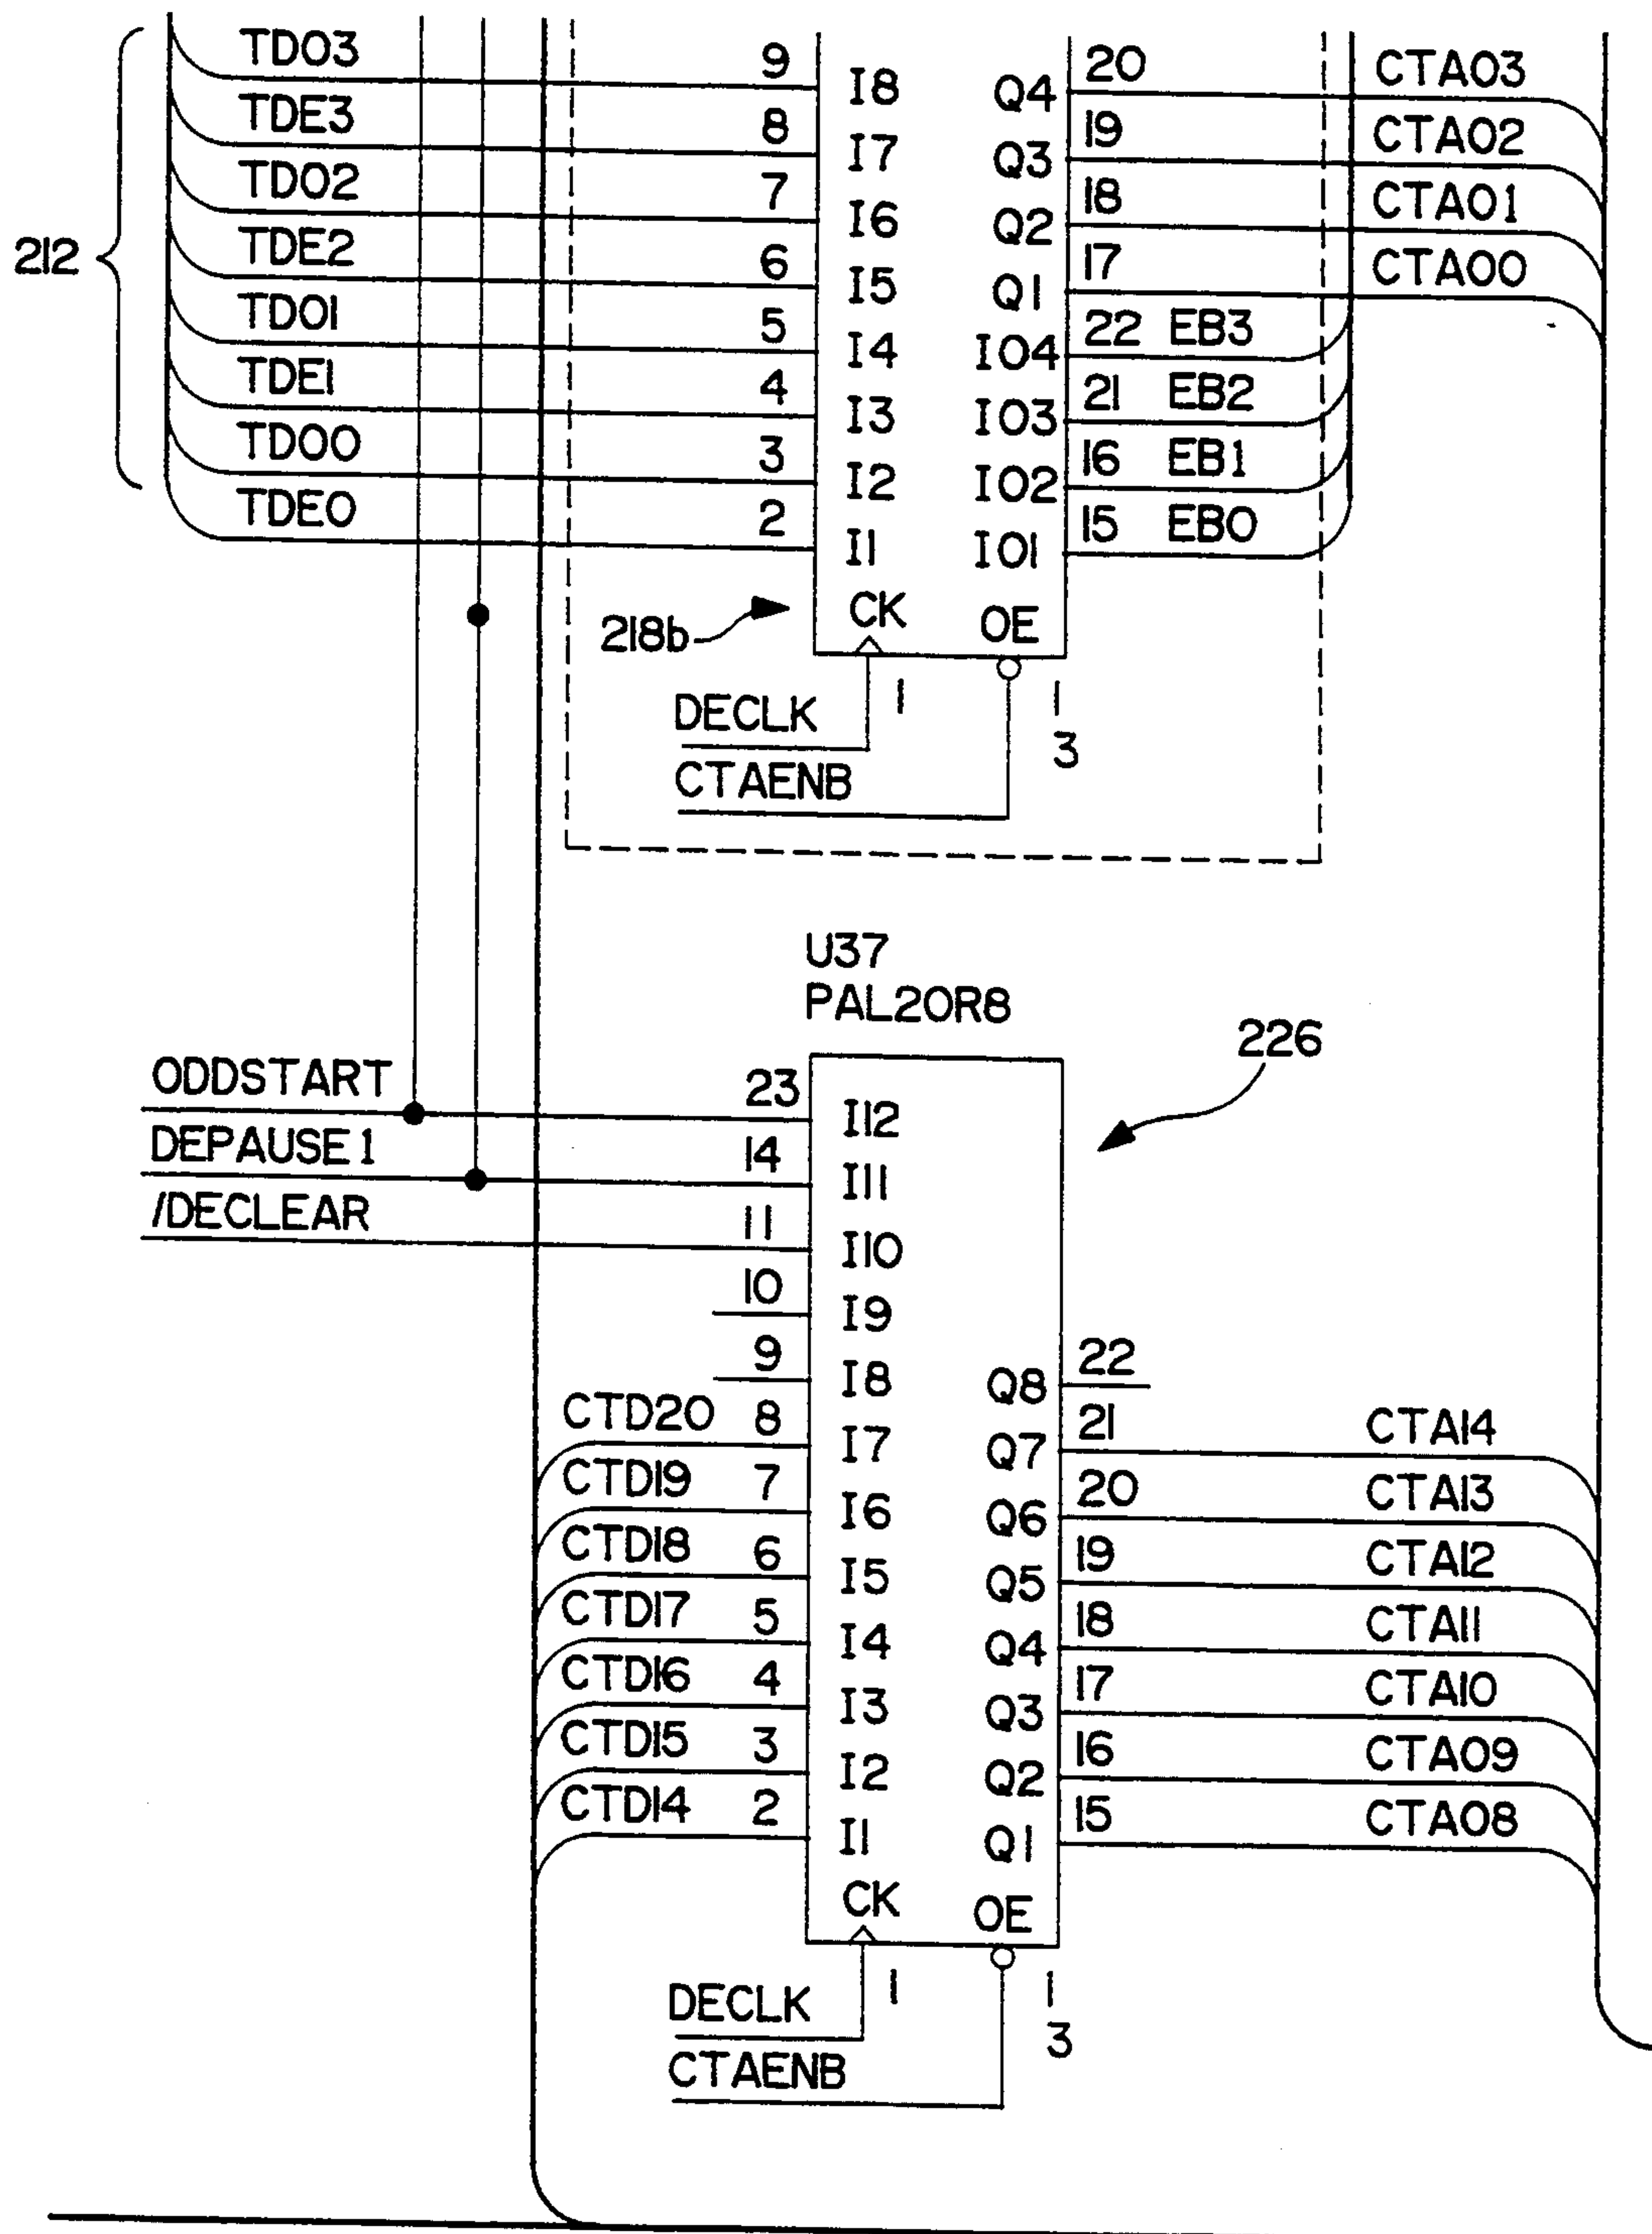 TDO3 9 I8 Q4 20 CTA03
TDE3 8 I7 Q3 19 CTA02
TDO2 7 I6 Q2 18 CTA01
212 TDE2 6 I5 Q1 17 CTA00
TDO1 5 I4 IO4 22 EB3
TDE1 4 I3 IO3 21 EB2
TDO0 3 I2 IO2 16 EB1
TDE0 2 I1 IO1 15 EB0
218b CK OE
DECLK 1 1
3
CTAENB
U37
PAL20R8
226
ODDSTART 23 I12
DEPAUSE1 14 I11
/DECLEAR 11 I10
10 I9
9 I8 Q8 22
CTD20 8 I7 Q7 21 CTA14
CTD19 7 I6 Q6 20 CTA13
CTD18 6 I5 Q5 19 CTA12
CTD17 5 I4 Q4 18 CTA11
CTD16 4 I3 Q3 17 CTA10
CTD15 3 I2 Q2 16 CTA09
CTD14 2 I1 Q1 15 CTA08
CK OE
DECLK 1 1
3
CTAENB